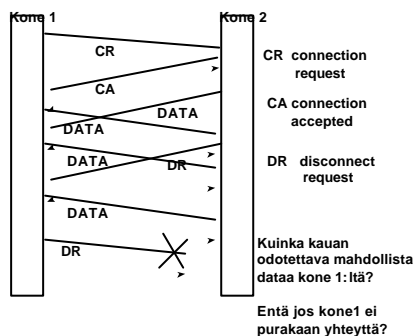 Kone 1
Kone 2
CR
CA
DATA
DATA
DATA
DR
DATA
DR
CR connection
request
CA connection
accepted
DR disconnect
request
Kuinka kauan
odotettava mahdollista
dataa kone 1:ltä?
Entä jos kone1 ei
purakaan yhteyttä?